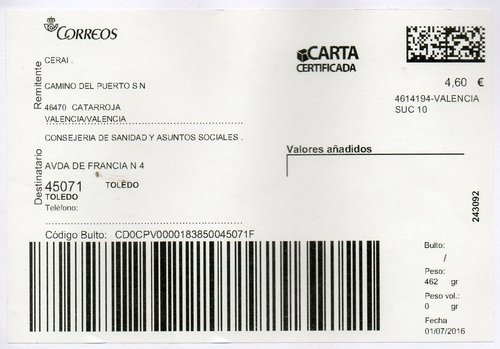 CORREOS
Remitente
CERAI .
CAMINO DEL PUERTO S N
46470 CATARROJA
VALENCIA/VALENCIA
CARTA
CERTIFICADA
4,60 €
4614194-VALENCIA
SUC 10
Destinatario
CONSEJERIA DE SANIDAD Y ASUNTOS SOCIALES .
AVDA DE FRANCIA N 4
45071 TOLEDO
TOLEDO
Teléfono:
Valores añadidos
243092
Código Bulto: CD0CPV0000183850045071F
Bulto:
/
Peso:
462 gr
Peso vol.:
0 gr
Fecha
01/07/2016